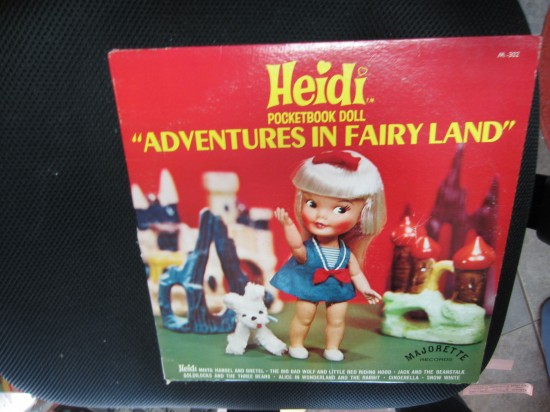 JK-302
Heidi T.M.
POCKETBOOK DOLL
"ADVENTURES IN FAIRY LAND"
MAJORETTE
RECORDS
Heidi MEETS HANSEL AND GRETEL · THE BIG BAD WOLF AND LITTLE RED RIDING HOOD · JACK AND THE BEANSTALK
GOLDILOCKS AND THE THREE BEARS · ALICE IN WONDERLAND AND THE RABBIT · CINDERELLA · SNOW WHITE